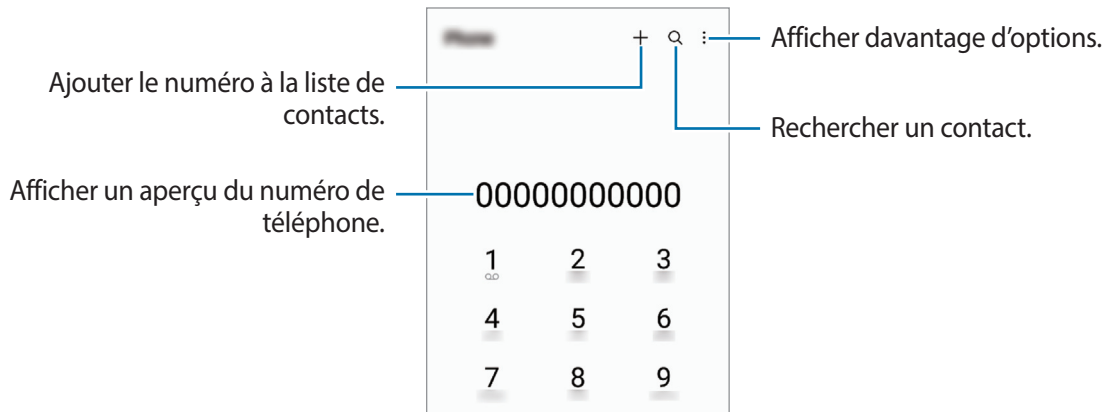 Afficher davantage d’options.
Ajouter le numéro à la liste de
contacts.
Rechercher un contact.
Afficher un aperçu du numéro de
téléphone.
00000000000
1 2 3
4 5 6
7 8 9